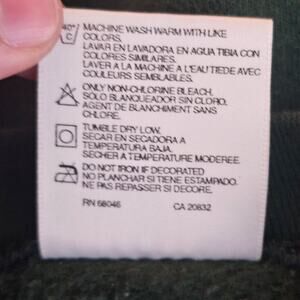 40°
C
MACHINE WASH WARM WITH LIKE
COLORS.
LAVAR EN LAVADORA EN AGUA TIBIA CON
COLORES SIMILARES.
LAVER A LA MACHINE A L'EAU TIEDE AVEC
COULEURS SEMBLABLES.
ONLY NON-CHLORINE BLEACH.
SOLO BLANQUEADOR SIN CLORO.
AGENT DE BLANCHIMENT SANS
CHLORE.
TUMBLE DRY LOW.
SECAR EN SECADORA A
TEMPERATURA BAJA.
SECHER A TEMPERATURE MODEREE.
DO NOT IRON IF DECORATED
NO PLANCHAR SI TIENE ESTAMPADO.
NE PAS REPASSER SI DECORE.
RN 68046 CA 20832